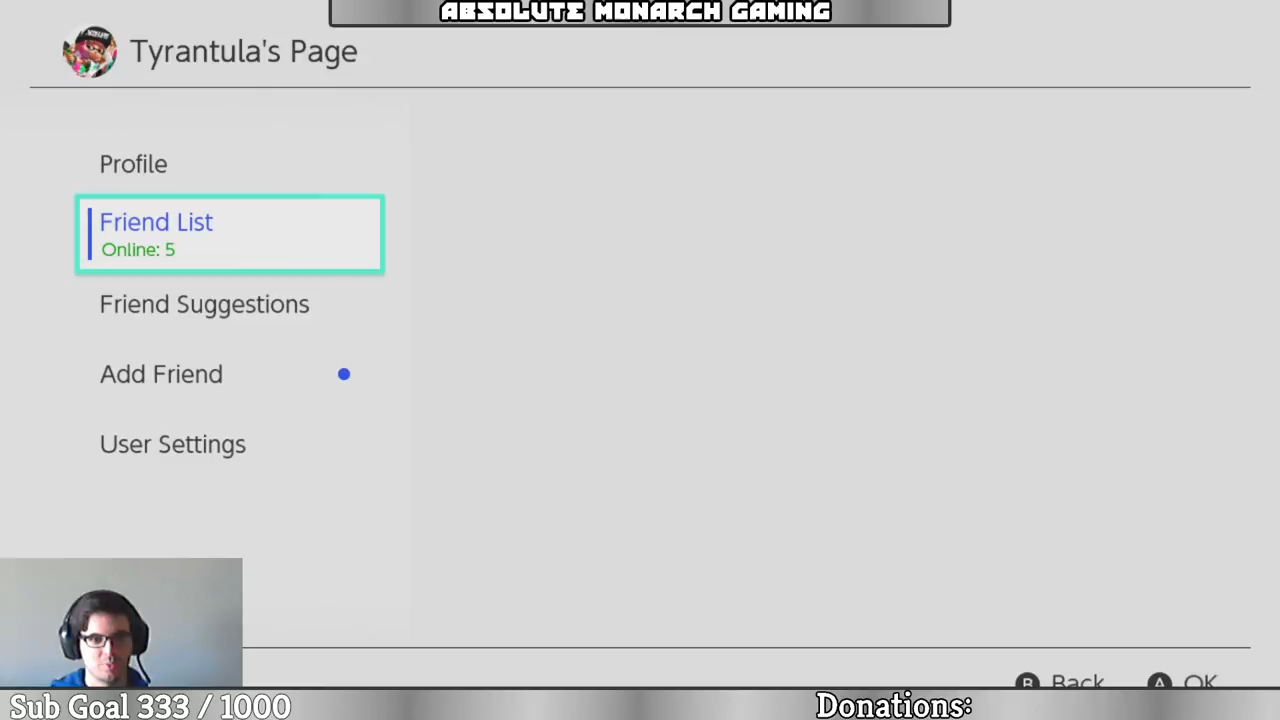 ABSOLUTE MONARCH GAMING
Tyrantula's Page
Profile
Friend List
Online: 5
Friend Suggestions
Add Friend
User Settings
B Back A OK
Sub Goal 333 / 1000
Donations: